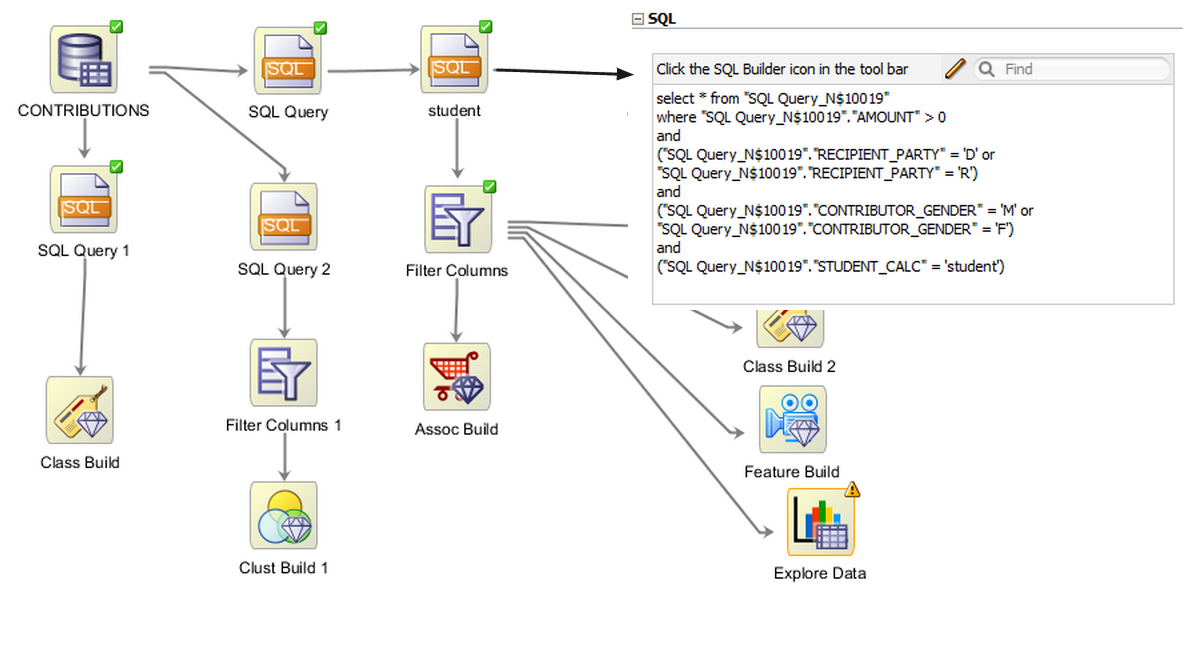 SQL
SQL
SQL
CONTRIBUTIONS
SQL Query
student
Click the SQL Builder icon in the tool bar
Find
select * from "SQL Query_N$10019"
where "SQL Query_N$10019"."AMOUNT" > 0
and
("SQL Query_N$10019"."RECIPIENT_PARTY" = 'D' or
"SQL Query_N$10019"."RECIPIENT_PARTY" = 'R')
and
("SQL Query_N$10019"."CONTRIBUTOR_GENDER" = 'M' or
"SQL Query_N$10019"."CONTRIBUTOR_GENDER" = 'F')
and
("SQL Query_N$10019"."STUDENT_CALC" = 'student')
SQL
SQL
SQL Query 1
SQL Query 2
Filter Columns
Class Build 2
Filter Columns 1
Assoc Build
Class Build
Feature Build
Clust Build 1
Explore Data